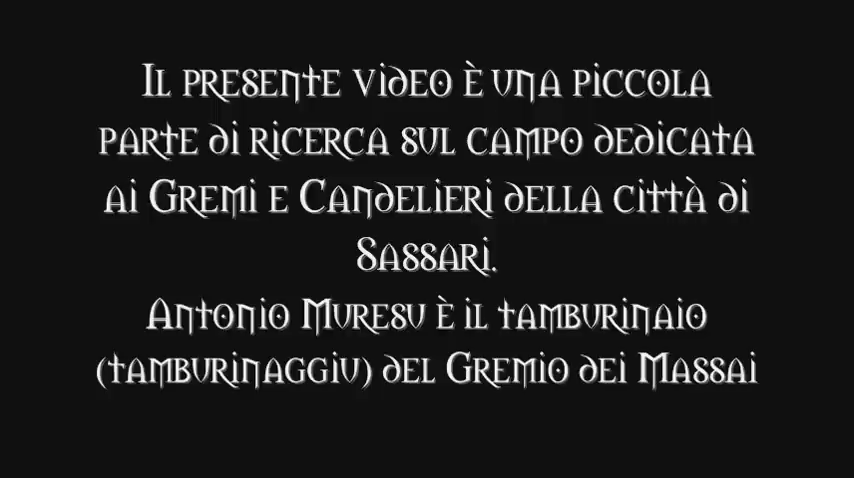 Il presente video è una piccola
parte di ricerca sul campo dedicata
ai Gremi e Candelieri della città di
Sassari.
Antonio Muresu è il tamburinaio
(tamburinaggiu) del Gremio dei Massai